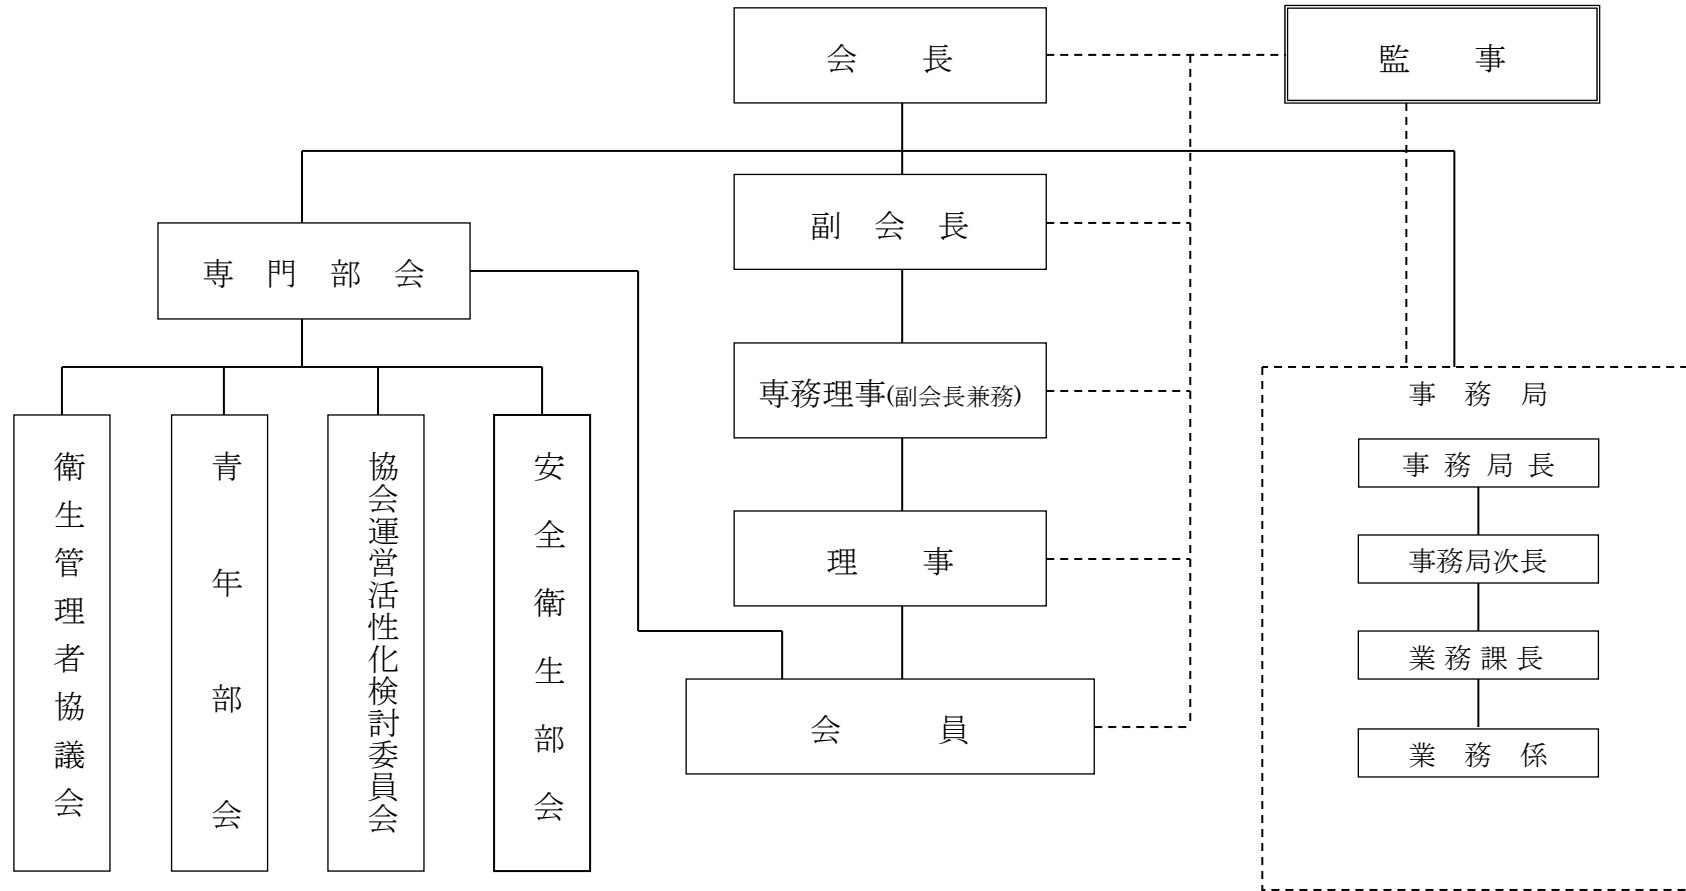 会長
監事
副会長
専門部会
専務理事(副会長兼務)
理事
会員
衛生管理者協議会
青年部会
協会運営活性化検討委員会
安全衛生部会
事務局
事務局長
事務局次長
業務課長
業務係